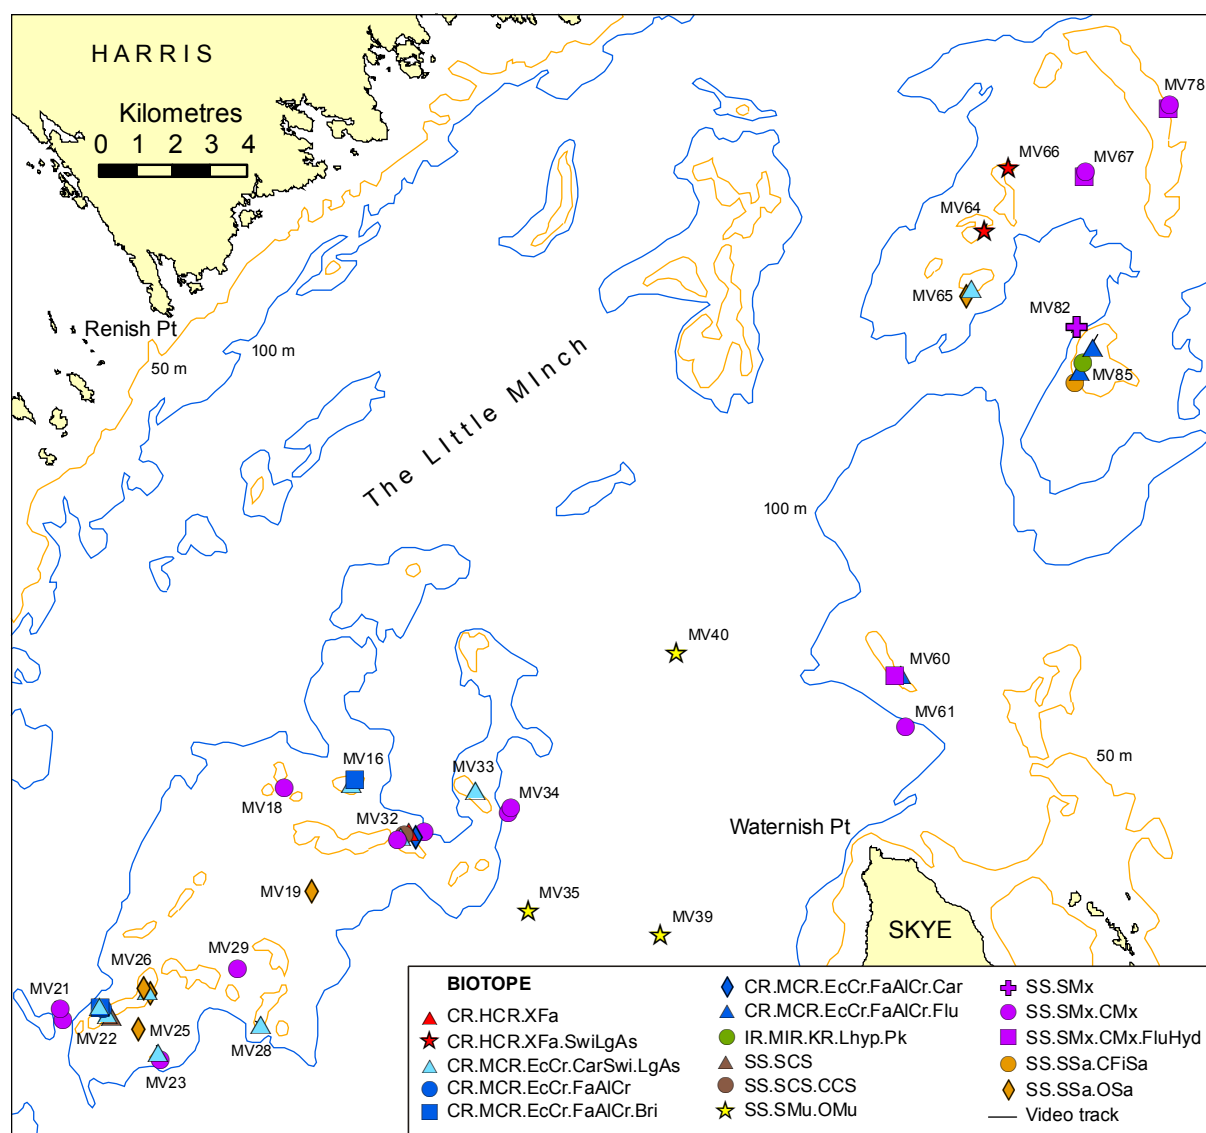 HARRIS
Kilometres
0 1 2 3 4
MV78
MV66
MV67
MV64
MV65
MV82
Renish Pt
100 m
50 m
MV85
The LIttle MInch
100 m
MV40
MV60
MV61
MV16
MV33
50 m
MV18
MV34
MV32
Waternish Pt
MV19
MV35
MV39
SKYE
MV29
MV26
MV21
MV22
MV25
MV28
MV23
BIOTOPE
CR.HCR.XFa
CR.HCR.XFa.SwiLgAs
CR.MCR.EcCr.CarSwi.LgAs
CR.MCR.EcCr.FaAlCr
CR.MCR.EcCr.FaAlCr.Bri
CR.MCR.EcCr.FaAlCr.Car
CR.MCR.EcCr.FaAlCr.Flu
IR.MIR.KR.Lhyp.Pk
SS.SCS
SS.SCS.CCS
SS.SMu.OMu
SS.SMx
SS.SMx.CMx
SS.SMx.CMx.FluHyd
SS.SSa.CFiSa
SS.SSa.OSa
Video track